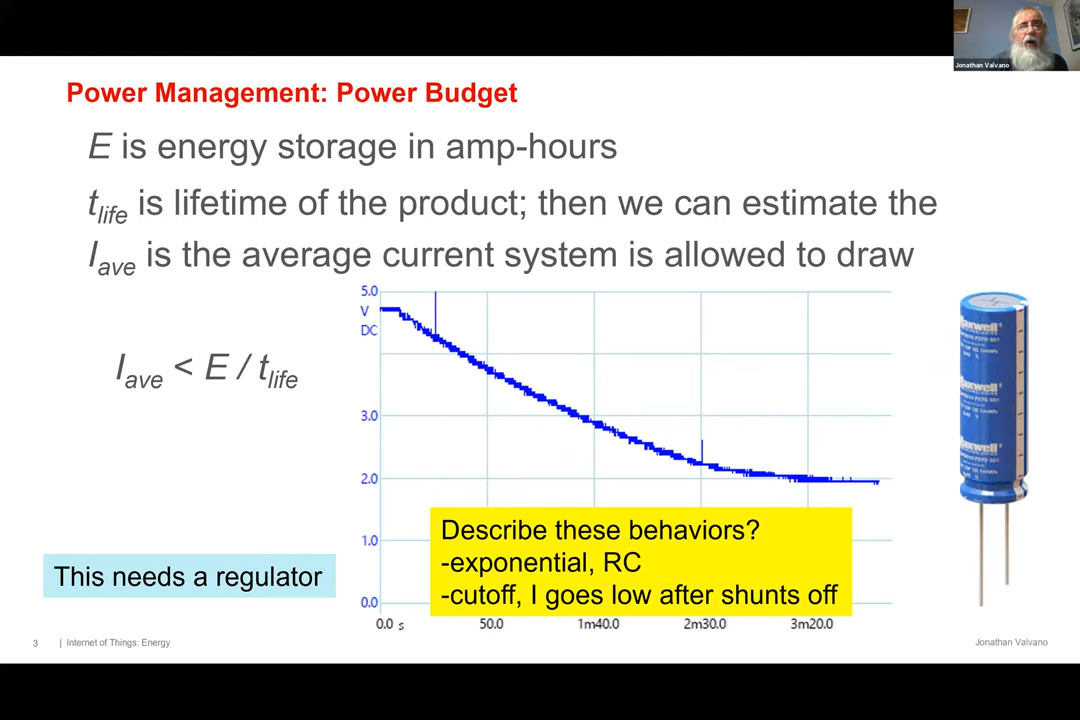 Jonathan Valvano
Power Management: Power Budget
E is energy storage in amp-hours
tlife is lifetime of the product; then we can estimate the
Iave is the average current system is allowed to draw
Iave < E / tlife
5.0
V
DC
3.0
2.0
1.0
0.0
0.0 s
50.0
1m40.0
2m30.0
3m20.0
Describe these behaviors?
-exponential, RC
-cutoff, I goes low after shunts off
This needs a regulator
Maxwell
Maxwell
Maxwell
3
| Internet of Things: Energy
Jonathan Valvano